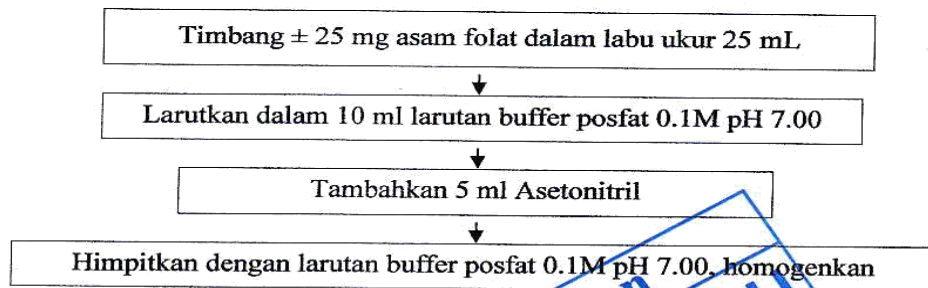 Timbang ± 25 mg asam folat dalam labu ukur 25 mL
Larutkan dalam 10 ml larutan buffer posfat 0.1M pH 7.00
Tambahkan 5 ml Asetonitril
Himpitkan dengan larutan buffer posfat 0.1M pH 7.00, homogenkan